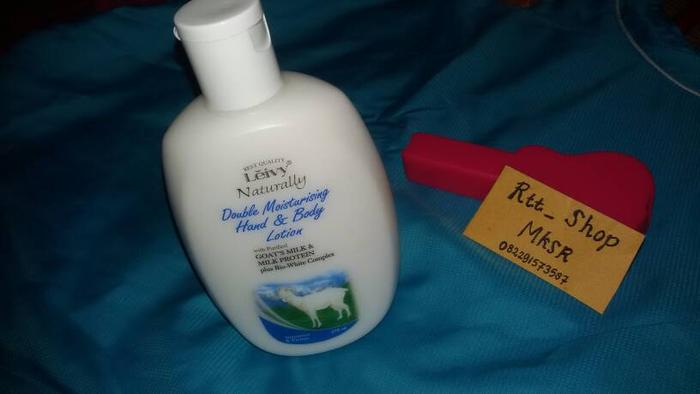 BEST QUALITY
Leivy®
Naturally
Double Moisturising
Hand & Body
Lotion
with Purified
GOAT'S MILK &
MILK PROTEIN
plus Bio-White Complex
Rtt_ Shop
MKSR
082291573587